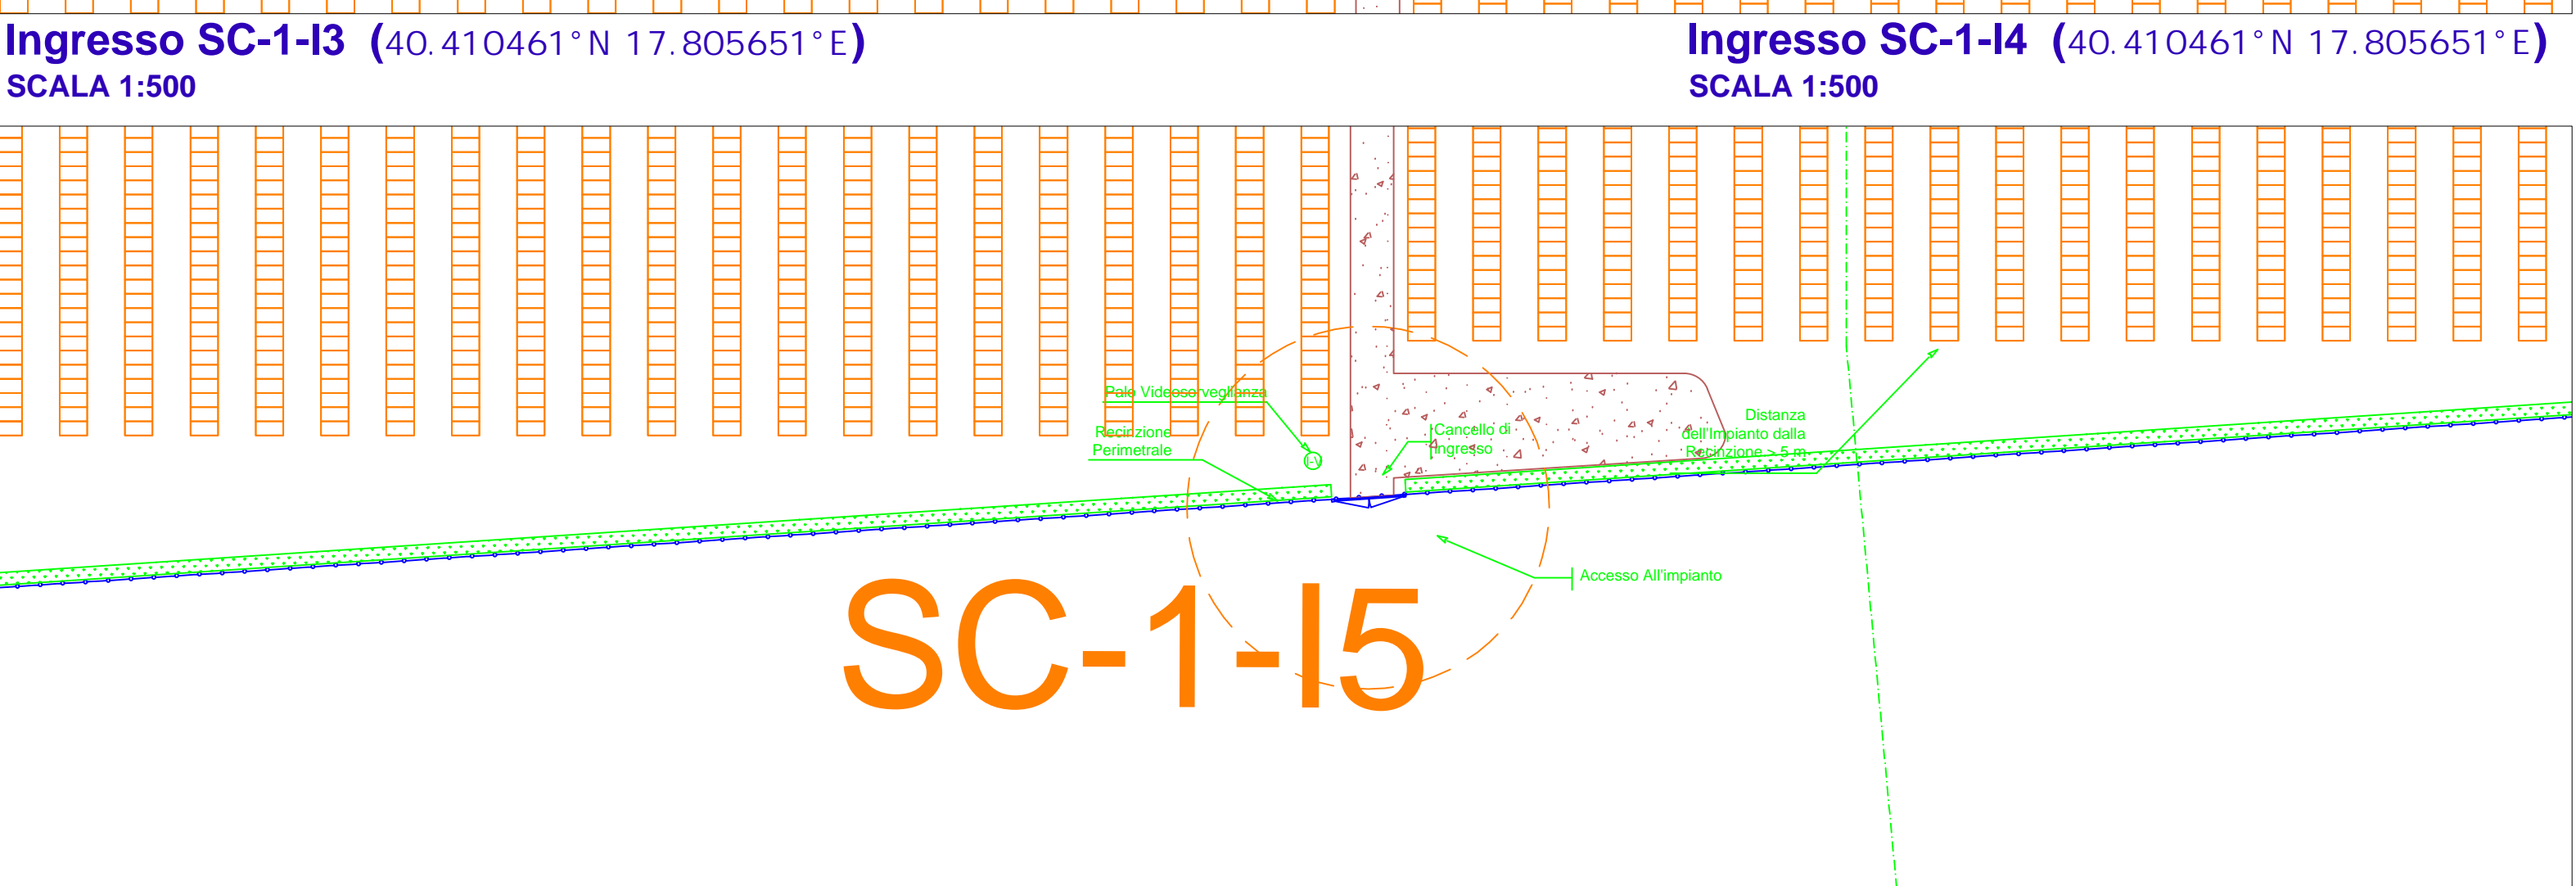 Ingresso SC-1-I3 (40.410461°N 17.805651°E)
SCALA 1:500
Ingresso SC-1-I4 (40.410461°N 17.805651°E)
SCALA 1:500
Palo Videosorveglianza
Recinzione
Perimetrale
I-V
Cancello di
Ingresso
Distanza
dell'Impianto dalla
Recinzione > 5 m
Accesso All'impianto
SC-1-I5